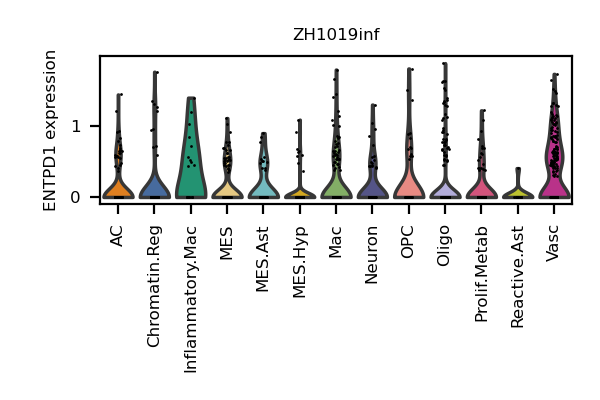 ZH1019inf
ENTPD1 expression
1
0
AC
Chromatin.Reg
Inflammatory.Mac
MES
MES.Ast
MES.Hyp
Mac
Neuron
OPC
Oligo
Prolif.Metab
Reactive.Ast
Vasc